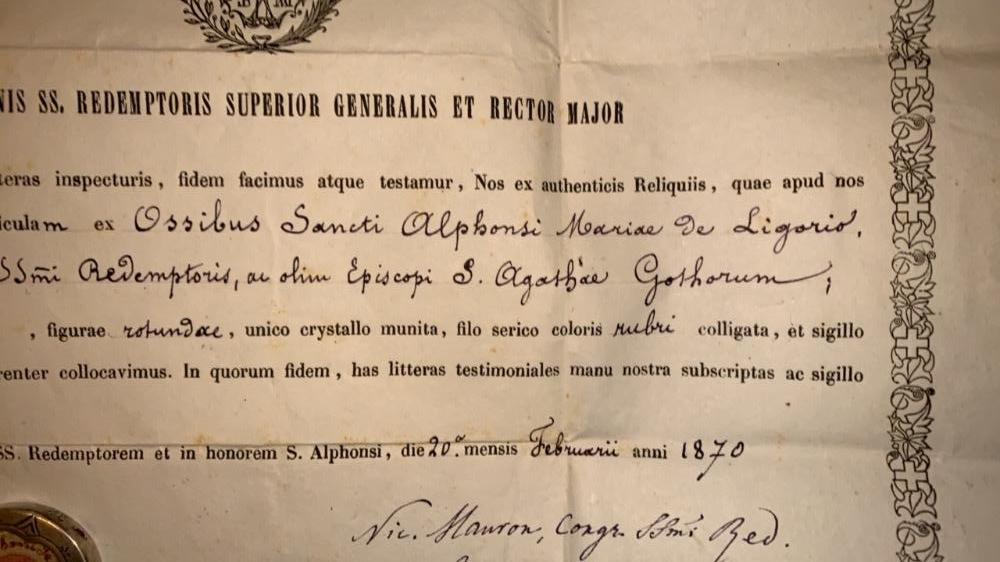 NIS SS. REDEMPTORIS SUPERIOR GENERALIS ET RECTOR MAJOR
teras inspecturis, fidem facimus atque testamur, Nos ex authenticis Reliquiis, quae apud nos
iculam ex Ossibus Sancti Alphonsi Mariae de Ligorio,
SSm̃i Redemptoris, ac olim Episcopi S. Agathae Gothorum;
, figurae rotundae, unico crystallo munita, filo serico coloris rubri colligata, et sigillo
renter collocavimus. In quorum fidem, has litteras testimoniales manu nostra subscriptas ac sigillo
SS. Redemptorem et in honorem S. Alphonsi, die 20.ª mensis Februarii anni 1870
Nic. Mauron, Congr. SSm̃i Red.